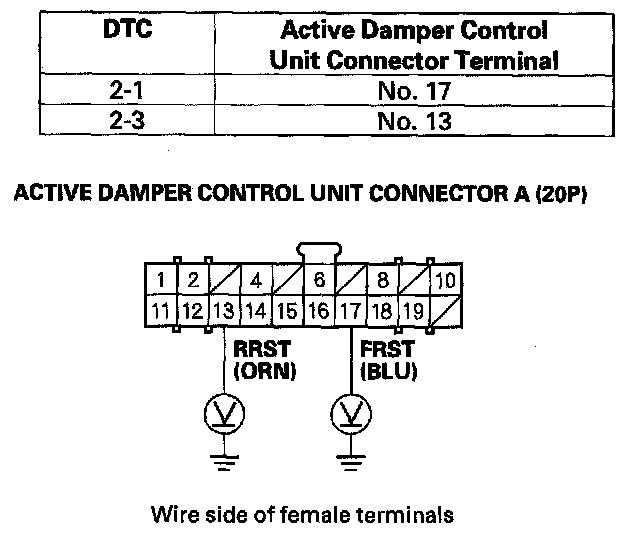 DTC Active Damper Control
Unit Connector Terminal
2-1 No. 17
2-3 No. 13
ACTIVE DAMPER CONTROL UNIT CONNECTOR A (20P)
1 2 4 6 8 10
11 12 13 14 15 16 17 18 19
RRST FRST
(ORN) (BLU)
V V
Wire side of female terminals